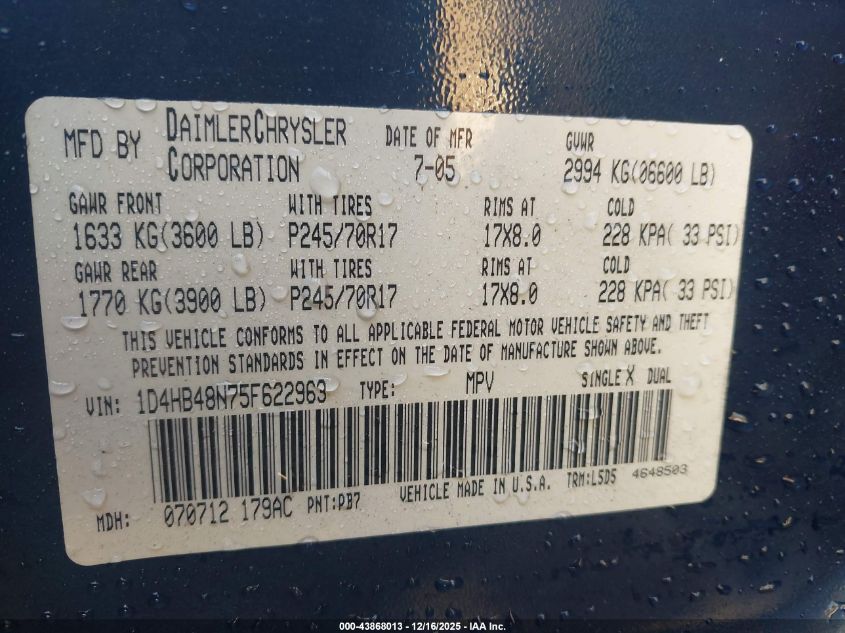 MFD BY DAIMLERCHRYSLER CORPORATION DATE OF MFR 7-05 GVWR 2994 KG(06600 LB)
GAWR FRONT WITH TIRES RIMS AT COLD
1633 KG(3600 LB) P245/70R17 17X8.0 228 KPA( 33 PSI)
GAWR REAR WITH TIRES RIMS AT COLD
1770 KG(3900 LB) P245/70R17 17X8.0 228 KPA( 33 PSI)
THIS VEHICLE CONFORMS TO ALL APPLICABLE FEDERAL MOTOR VEHICLE SAFETY AND THEFT
PREVENTION STANDARDS IN EFFECT ON THE DATE OF MANUFACTURE SHOWN ABOVE.
VIN: 1D4HB48N75F622963 TYPE: MPV SINGLE X DUAL
MDH: 070712 179AC PNT:PB7 VEHICLE MADE IN U.S.A. TRM:L5D5 4648503
000-43868013 - 12/16/2025 - IAA Inc.